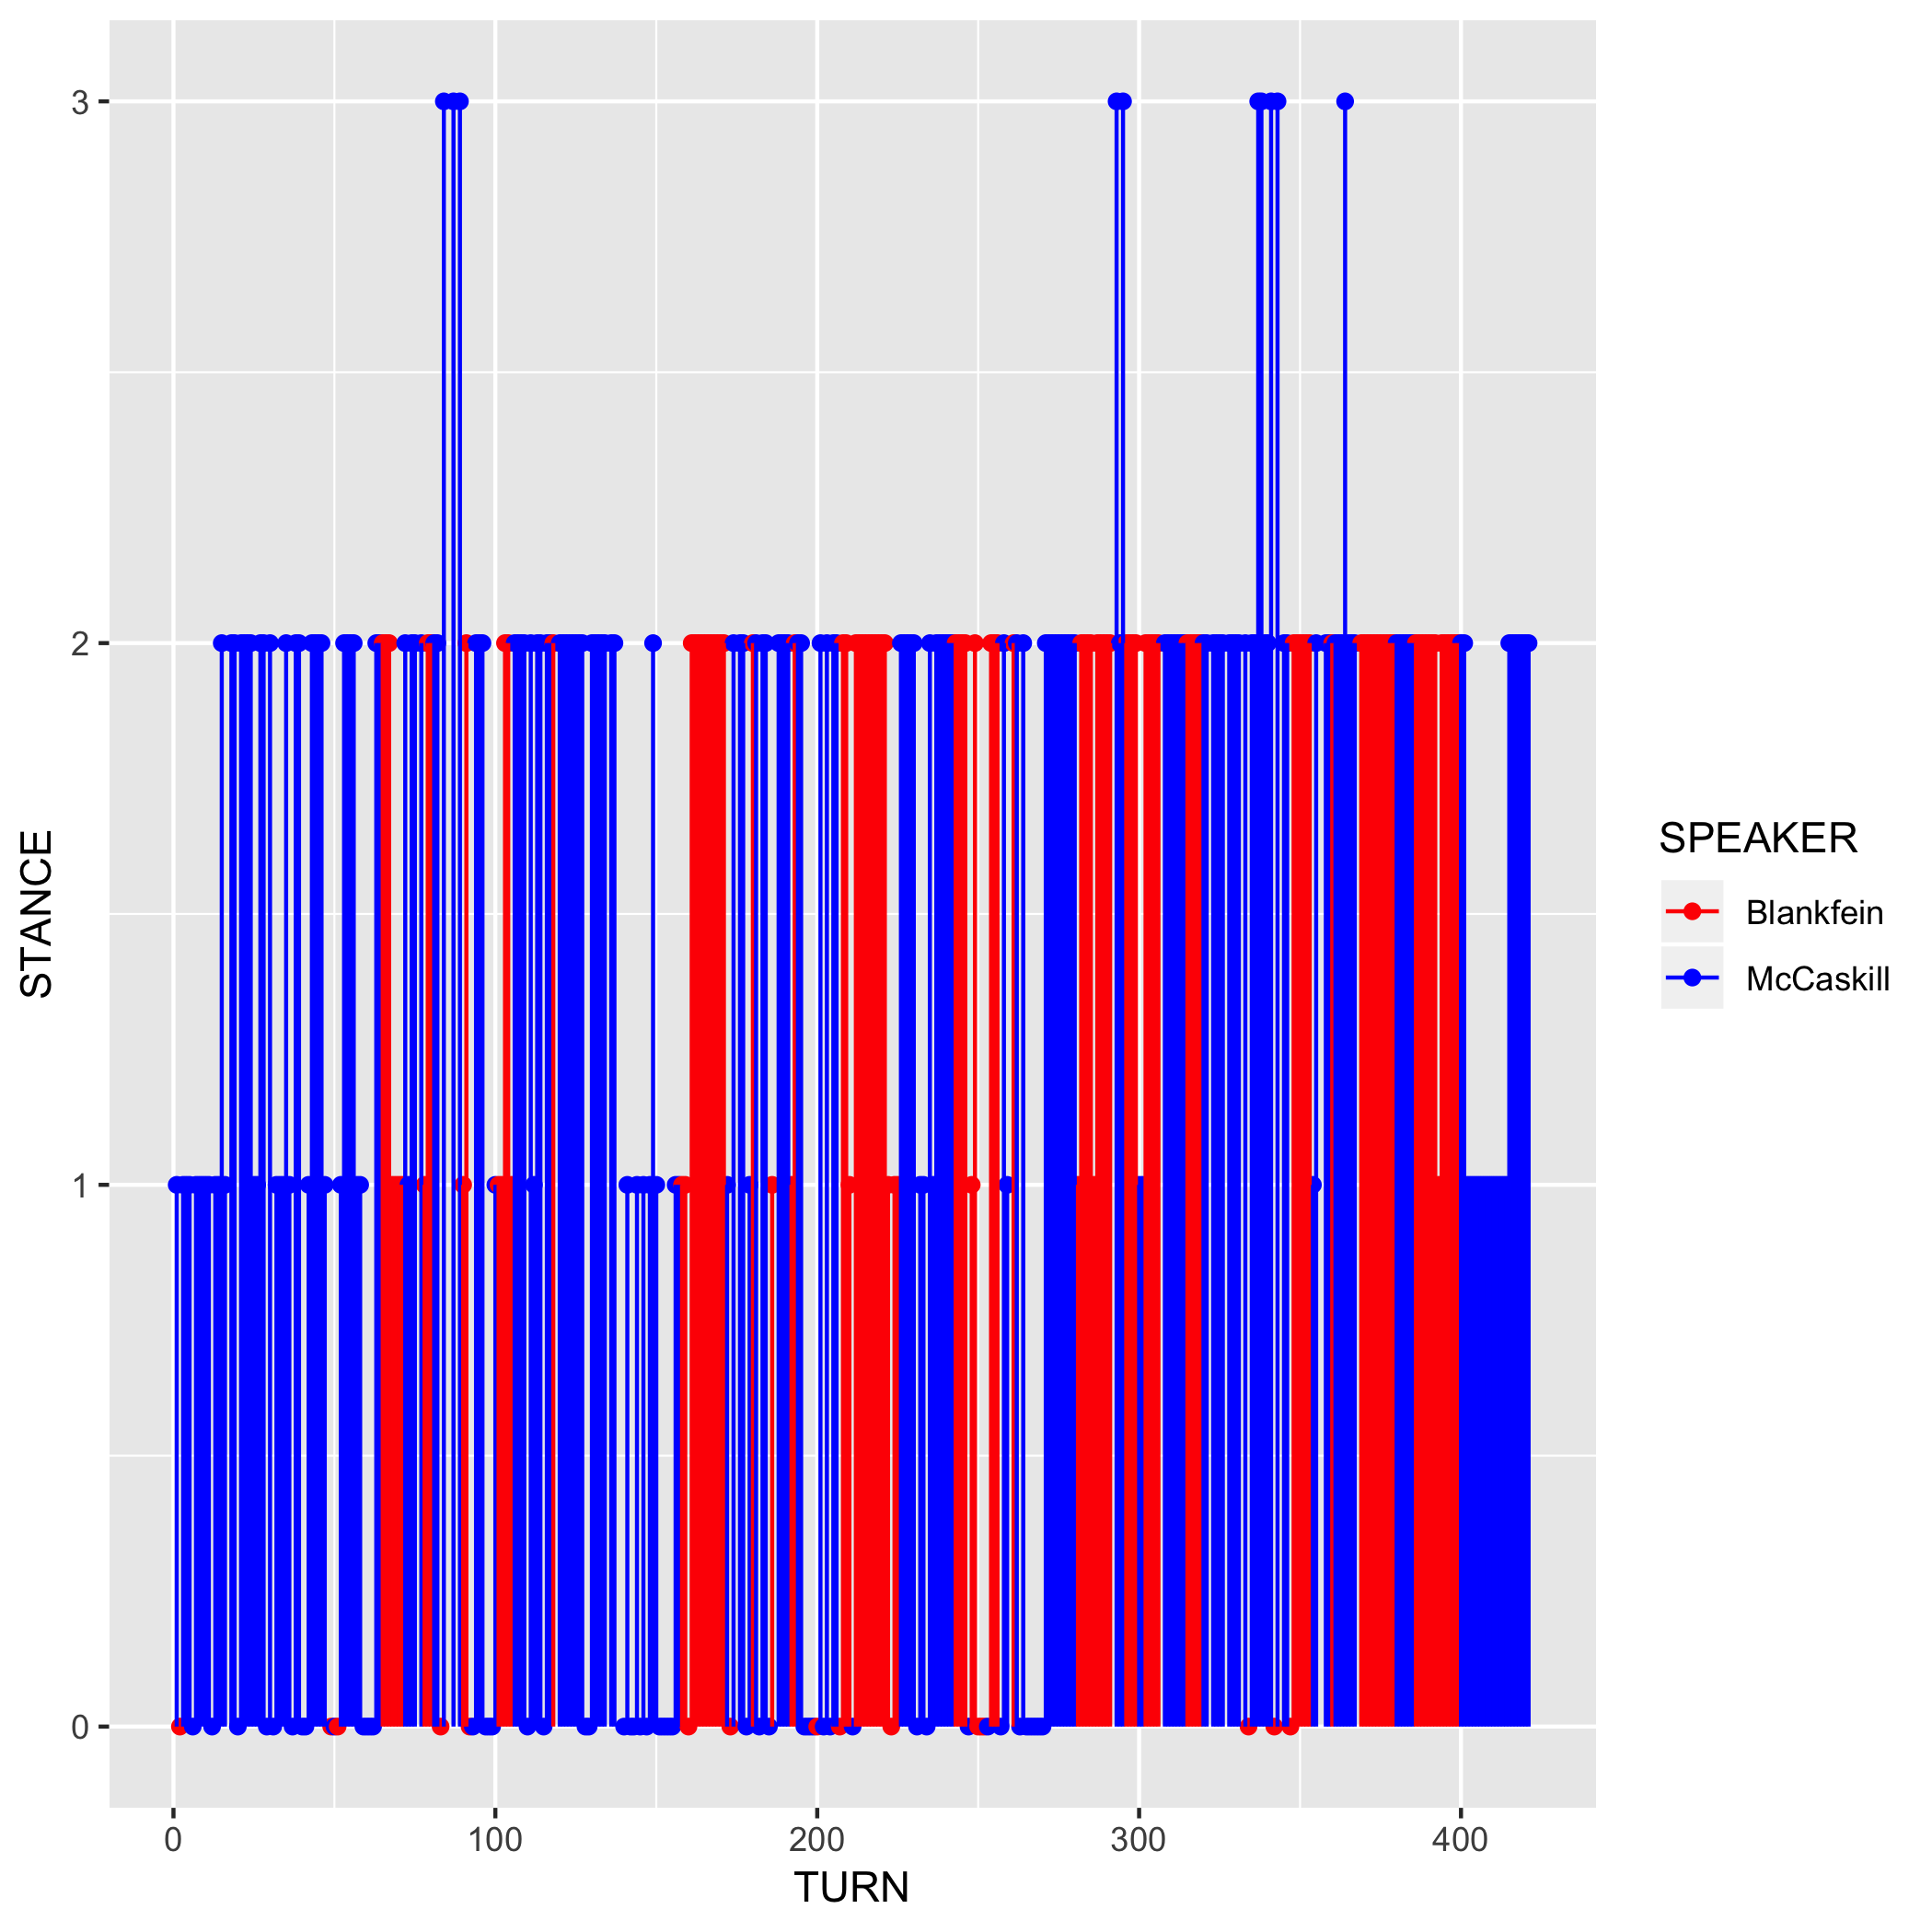 3
2
1
0
STANCE
0 100 200 300 400
TURN
SPEAKER
Blankfein
McCaskill